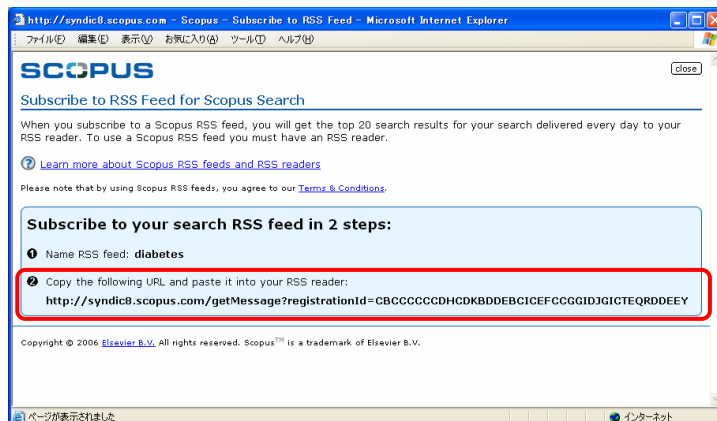 http://syndic8.scopus.com - Scopus - Subscribe to RSS Feed - Microsoft Internet Explorer
ファイル(F) 編集(E) 表示(V) お気に入り(A) ツール(T) ヘルプ(H)
SCOPUS
close
Subscribe to RSS Feed for Scopus Search
When you subscribe to a Scopus RSS feed, you will get the top 20 search results for your search delivered every day to your
RSS reader. To use a Scopus RSS feed you must have an RSS reader.
? Learn more about Scopus RSS feeds and RSS readers
Please note that by using Scopus RSS feeds, you agree to our Terms & Conditions.
Subscribe to your search RSS feed in 2 steps:
❶ Name RSS feed: diabetes
❷ Copy the following URL and paste it into your RSS reader:
http://syndic8.scopus.com/getMessage?registrationId=CBCCCCCCDHCDKBDDEBCICEFCCGGIDJGICTEQRDDEEY
Copyright © 2006 Elsevier B.V. All rights reserved. Scopus™ is a trademark of Elsevier B.V.
ページが表示されました
インターネット